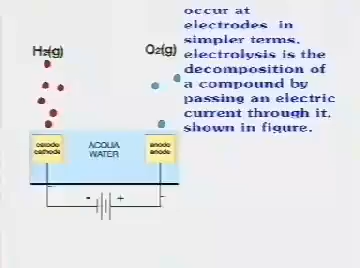 occur at
electrodes in
simpler terms.
electrolysis is the
decomposition of
a compound by
passing an electric
current through it.
shown in figure.
H₂(g)
O₂(g)
catodo
cathode
ACQUA
WATER
anodo
anode
- +